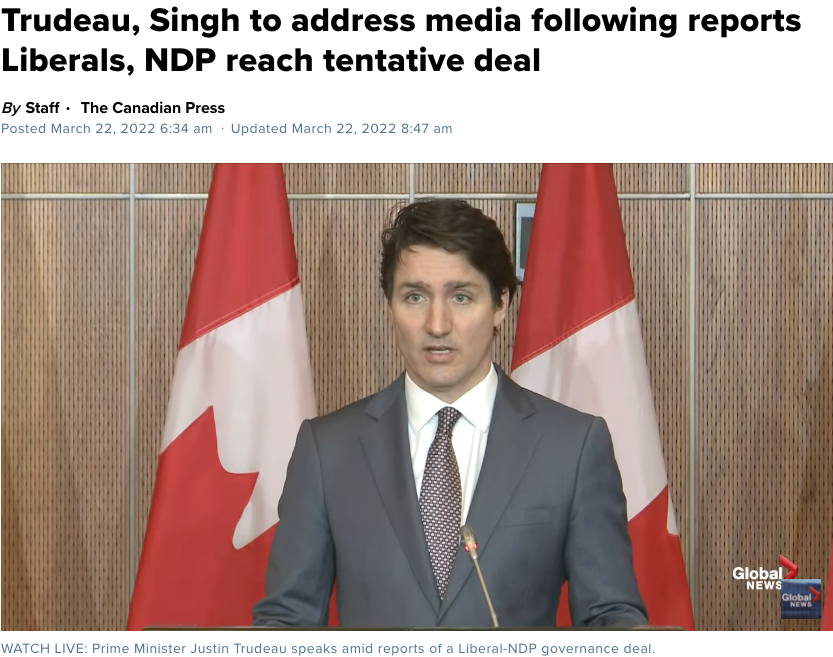 Trudeau, Singh to address media following reports
Liberals, NDP reach tentative deal
By Staff • The Canadian Press
Posted March 22, 2022 6:34 am · Updated March 22, 2022 8:47 am
Global
NEWS
Global
NEWS
WATCH LIVE: Prime Minister Justin Trudeau speaks amid reports of a Liberal-NDP governance deal.